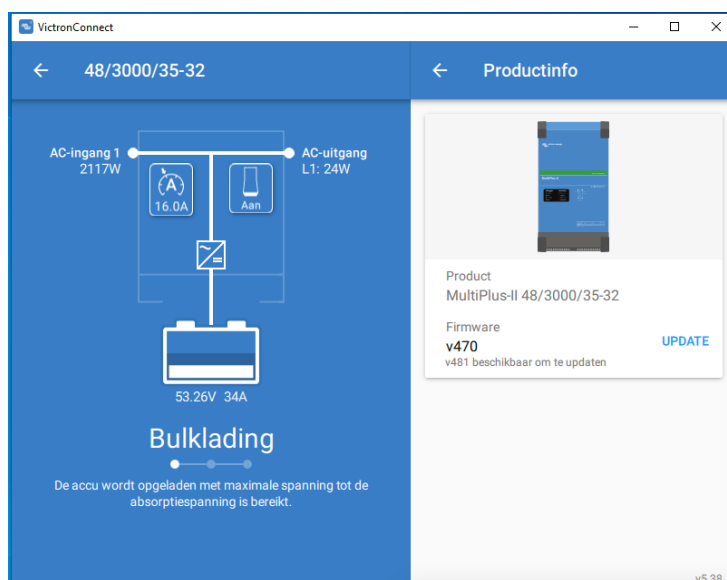 VictronConnect
48/3000/35-32
AC-ingang 1
2117W
AC-uitgang
L1: 24W
16.0A
Aan
53.26V 34A
Bulklading
De accu wordt opgeladen met maximale spanning tot de
absorptiespanning is bereikt.
Productinfo
Product
MultiPlus-II 48/3000/35-32
Firmware
v470
UPDATE
v481 beschikbaar om te updaten
v5.38